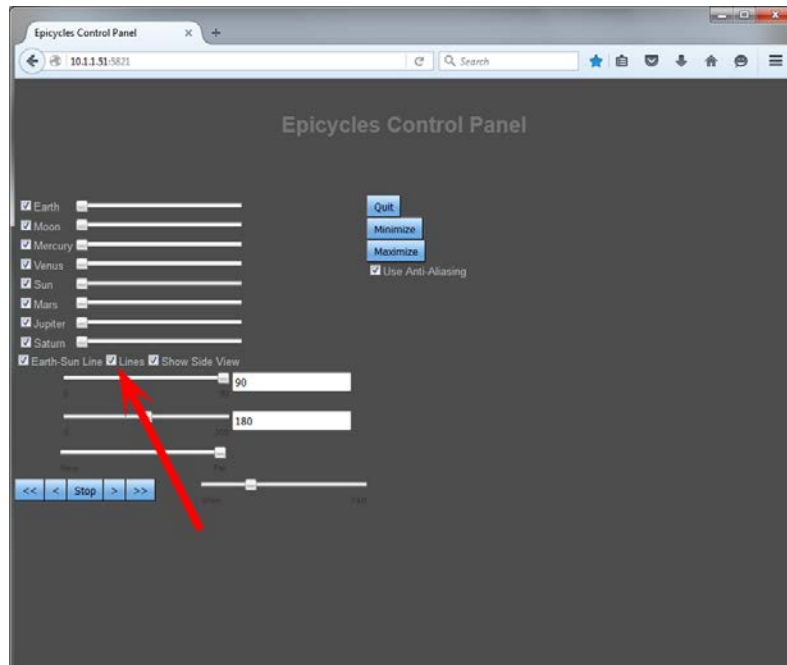 Epicycles Control Panel
10.1.1.51:5821
Search
Epicycles Control Panel
Earth
Moon
Mercury
Venus
Sun
Mars
Jupiter
Saturn
Quit
Minimize
Maximize
Use Anti-Aliasing
Earth-Sun Line Lines Show Side View
90
180
Far
<< < Stop > >>